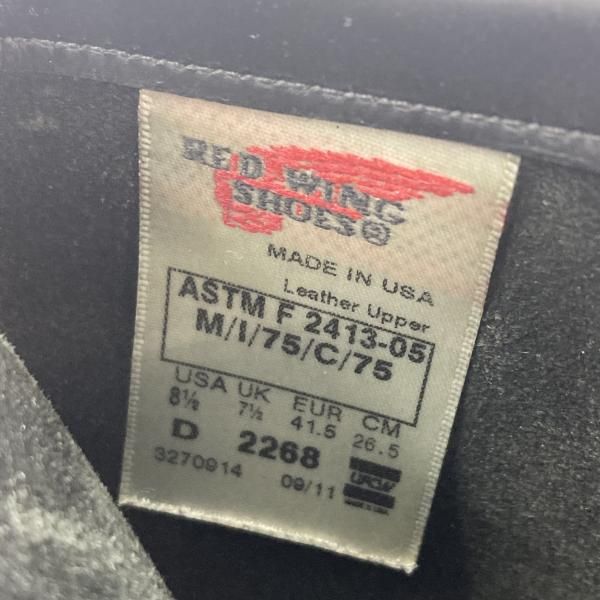 RED WING
SHOES®
MADE IN USA
Leather Upper
ASTM F 2413-05
M/I/75/C/75
USA UK EUR CM
8½ 7½ 41.5 26.5
D 2268
3270914 09/11
UFCW